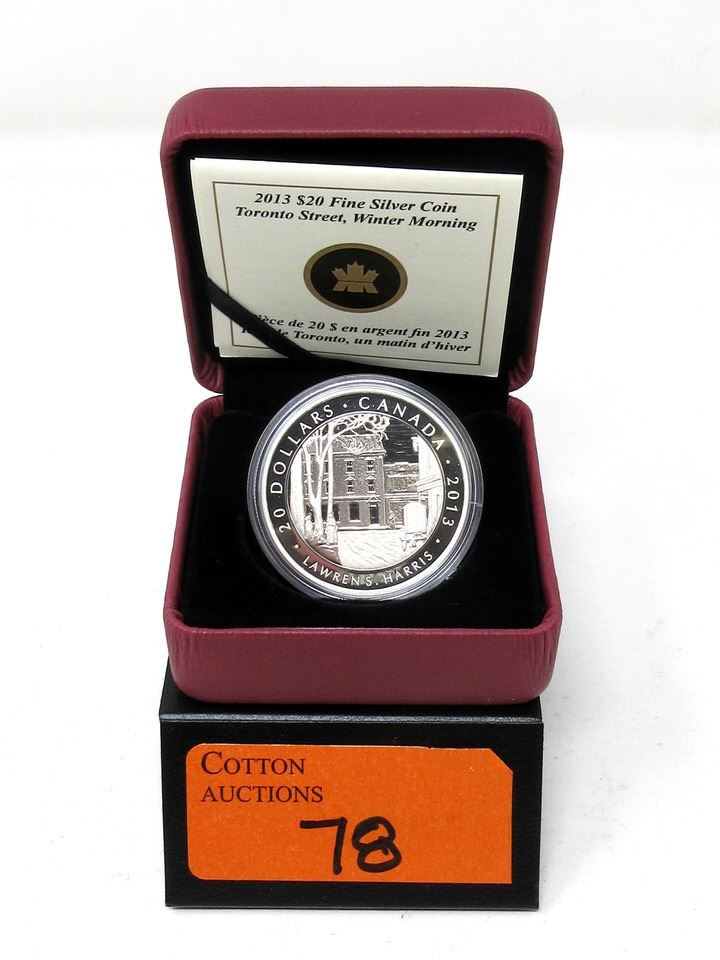 2013 $20 Fine Silver Coin
Toronto Street, Winter Morning
de 20 $ en argent fin 2013
de Toronto, un matin d'hiver
20 DOLLARS · CANADA · 2013 ·
LAWREN S. HARRIS ·
COTTON
AUCTIONS
78